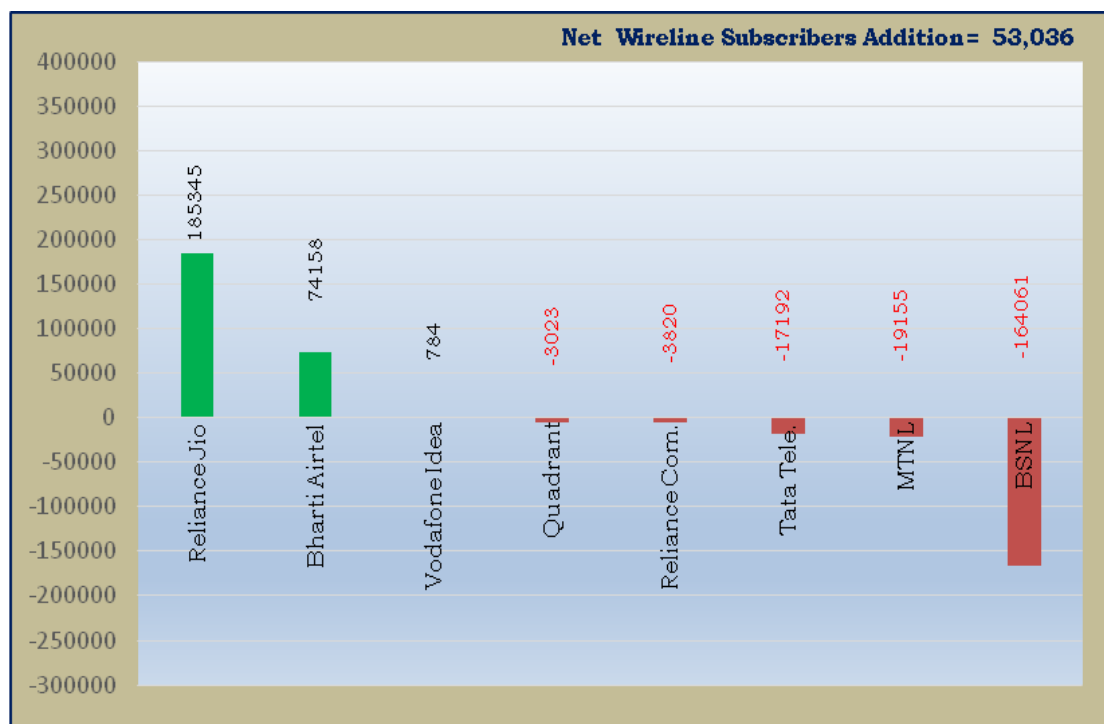 Net Wireline Subscribers Addition= 53,036
400000
350000
300000
250000
200000
150000
100000
50000
0
-50000
-100000
-150000
-200000
-250000
-300000
185345
74158
784
-3023
-3820
-17192
-19155
-164061
Reliance Jio
Bharti Airtel
Vodafone Idea
Quadrant
Reliance Com.
Tata Tele.
MTNL
BSNL